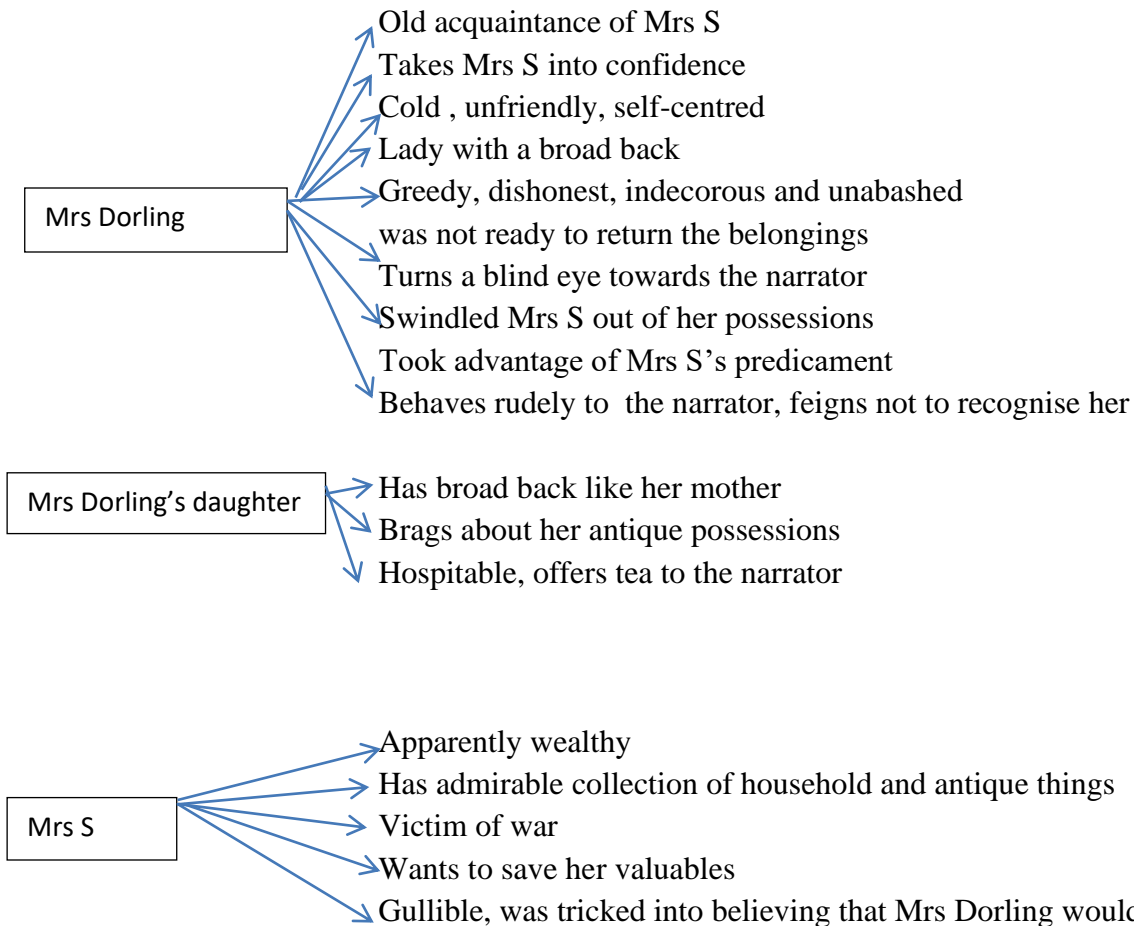 Old acquaintance of Mrs S
Takes Mrs S into confidence
Cold , unfriendly, self-centred
Lady with a broad back
Mrs Dorling
Greedy, dishonest, indecorous and unabashed
was not ready to return the belongings
Turns a blind eye towards the narrator
Swindled Mrs S out of her possessions
Took advantage of Mrs S’s predicament
Behaves rudely to the narrator, feigns not to recognise her
Mrs Dorling’s daughter
Has broad back like her mother
Brags about her antique possessions
Hospitable, offers tea to the narrator
Apparently wealthy
Has admirable collection of household and antique things
Mrs S
Victim of war
Wants to save her valuables
Gullible, was tricked into believing that Mrs Dorling would